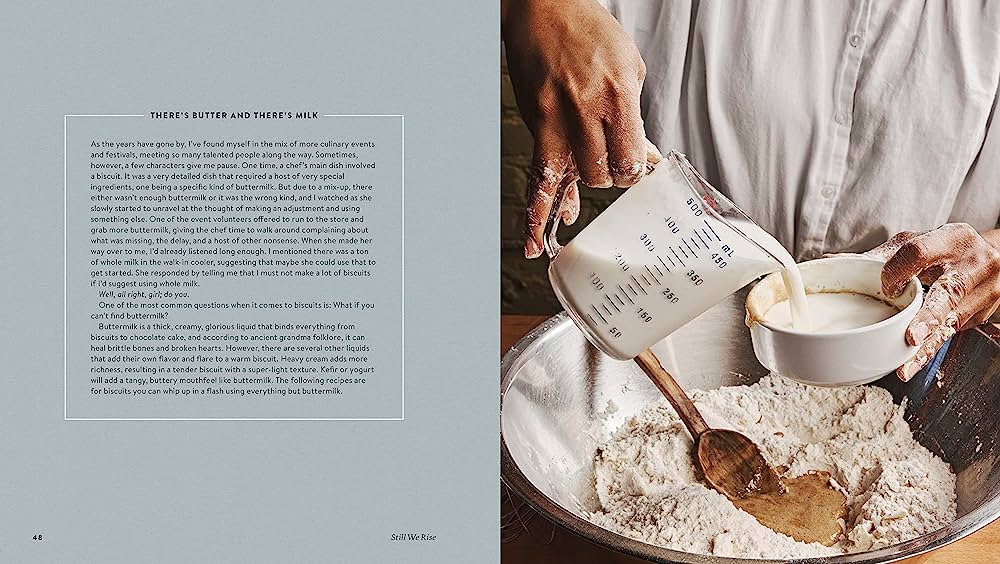 THERE'S BUTTER AND THERE'S MILK
As the years have gone by, I've found myself in the mix of more culinary events
and festivals, meeting so many talented people along the way. Sometimes,
however, a few characters give me pause. One time, a chef's main dish involved
a biscuit. It was a very detailed dish that required a host of very special
ingredients, one being a specific kind of buttermilk. But due to a mix-up, there
either wasn't enough buttermilk or it was the wrong kind, and I watched as she
slowly started to unravel at the thought of making an adjustment and using
something else. One of the event volunteers offered to run to the store and
grab more buttermilk, giving the chef time to walk around complaining about
what was missing, the delay, and a host of other nonsense. When she made her
way over to me, I'd already listened long enough. I mentioned there was a ton
of whole milk in the walk-in cooler, suggesting that maybe she could use that to
get started. She responded by telling me that I must not make a lot of biscuits
if I'd suggest using whole milk.
Well, all right, girl; do you.
One of the most common questions when it comes to biscuits is: What if you
can't find buttermilk?
Buttermilk is a thick, creamy, glorious liquid that binds everything from
biscuits to chocolate cake, and according to ancient grandma folklore, it can
heal brittle bones and broken hearts. However, there are several other liquids
that add their own flavor and flare to a warm biscuit. Heavy cream adds more
richness, resulting in a tender biscuit with a super-light texture. Kefir or yogurt
will add a tangy, buttery mouthfeel like buttermilk. The following recipes are
for biscuits you can whip up in a flash using everything but buttermilk.
48
Still We Rise
500
mL
400
450
300
350
200
250
100
150
50